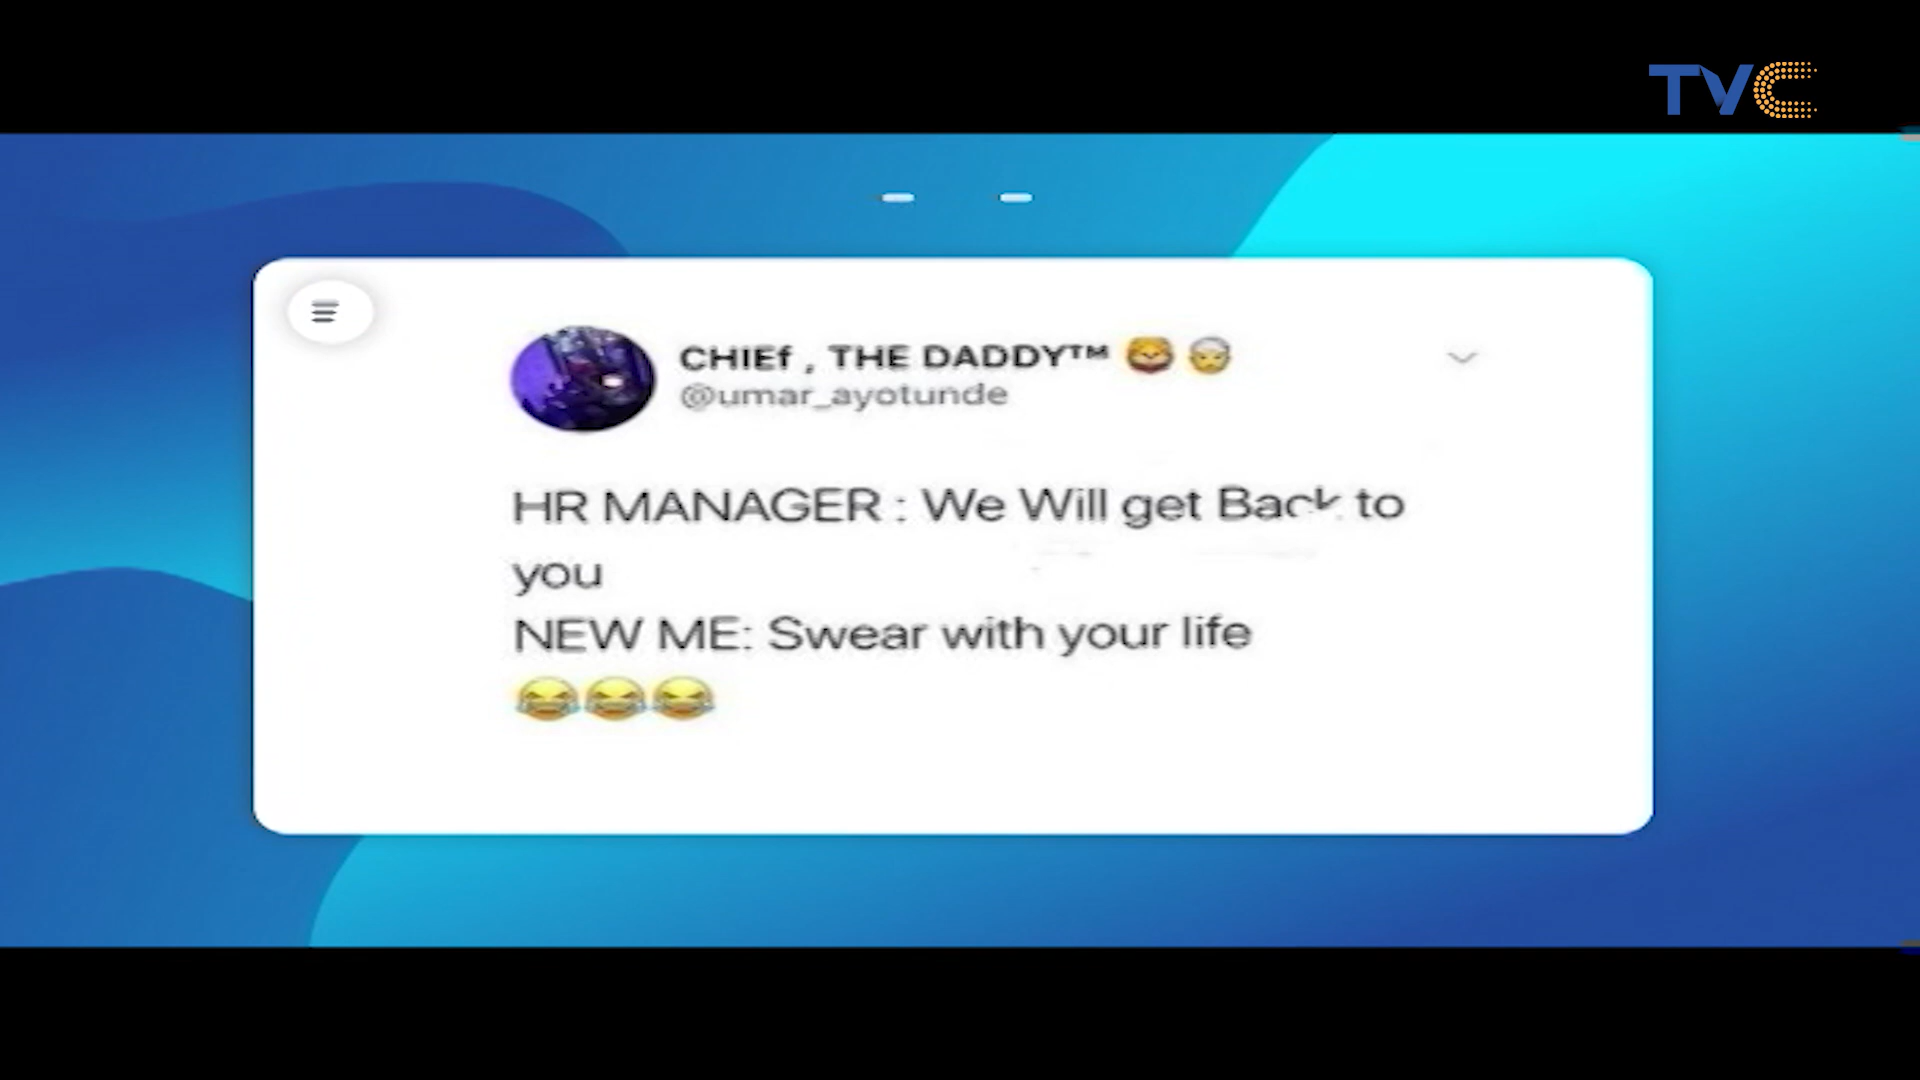 TVC
CHIEf , THE DADDY™ 🦁 👳
@umar_ayotunde
HR MANAGER : We Will get Back to
you
NEW ME: Swear with your life
😂😂😂